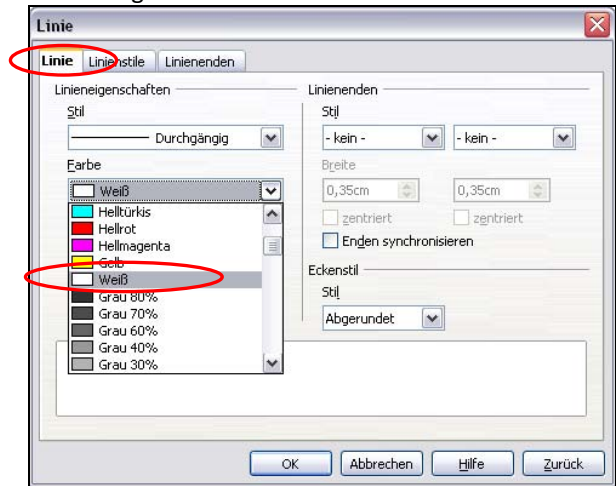 Linie
Linie Linienstile Linienenden
Linieneigenschaften
Stil
Durchgängig
Farbe
Weiß
Helltürkis
Hellrot
Hellmagenta
Gelb
Weiß
Grau 80%
Grau 70%
Grau 60%
Grau 40%
Grau 30%
Linienenden
Stil
- kein - - kein -
Breite
0,35cm 0,35cm
zentriert zentriert
Enden synchronisieren
Eckenstil
Stil
Abgerundet
OK Abbrechen Hilfe Zurück